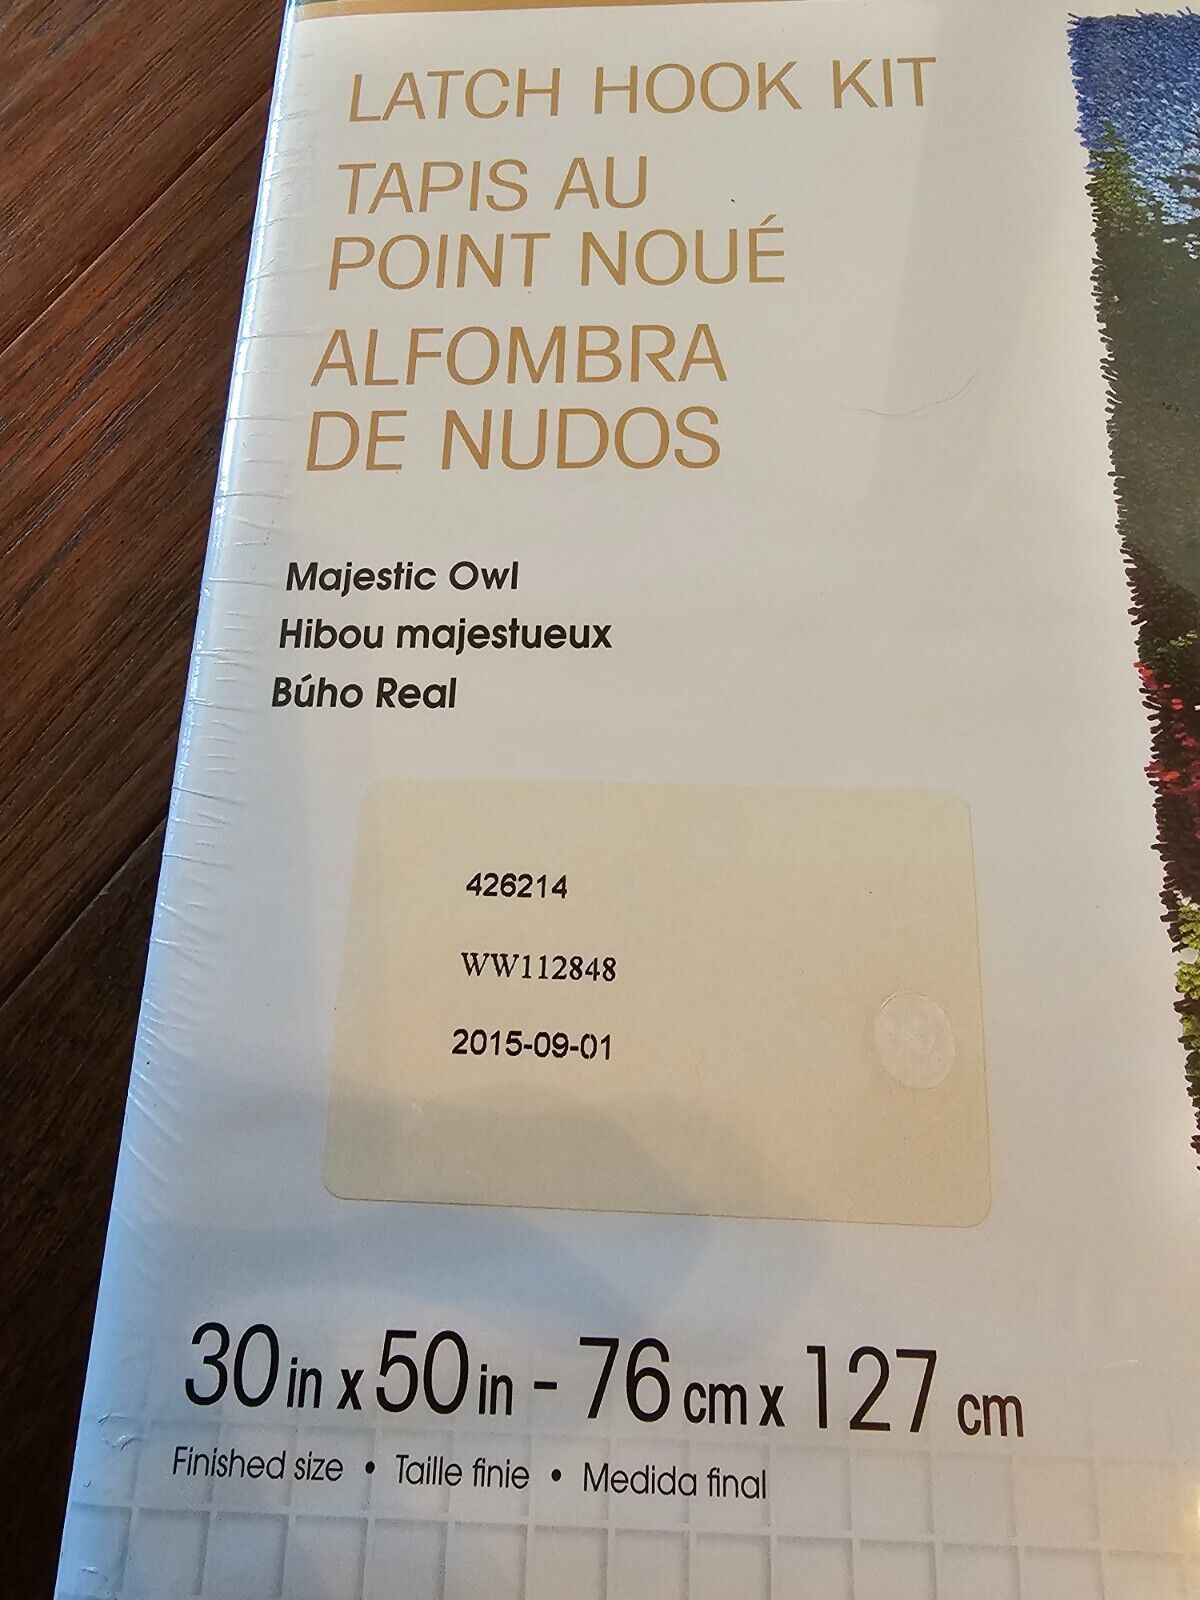 LATCH HOOK KIT
TAPIS AU
POINT NOUÉ
ALFOMBRA
DE NUDOS
Majestic Owl
Hibou majestueux
Búho Real
426214
WW112848
2015-09-01
30 in x 50 in - 76 cm x 127 cm
Finished size • Taille finie • Medida final